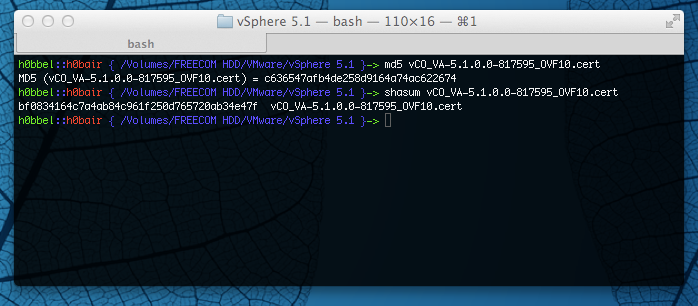 vSphere 5.1 — bash — 110×16 — ⌘1
bash
h0bbel::h0bair { /Volumes/FREECOM HDD/VMware/vSphere 5.1 }-> md5 vCO_VA-5.1.0.0-817595_OVF10.cert
MD5 (vCO_VA-5.1.0.0-817595_OVF10.cert) = c636547afb4de258d9164a74ac622674
h0bbel::h0bair { /Volumes/FREECOM HDD/VMware/vSphere 5.1 }-> shasum vCO_VA-5.1.0.0-817595_OVF10.cert
bf0834164c7a4ab84c961f250d765720ab34e47f  vCO_VA-5.1.0.0-817595_OVF10.cert
h0bbel::h0bair { /Volumes/FREECOM HDD/VMware/vSphere 5.1 }->